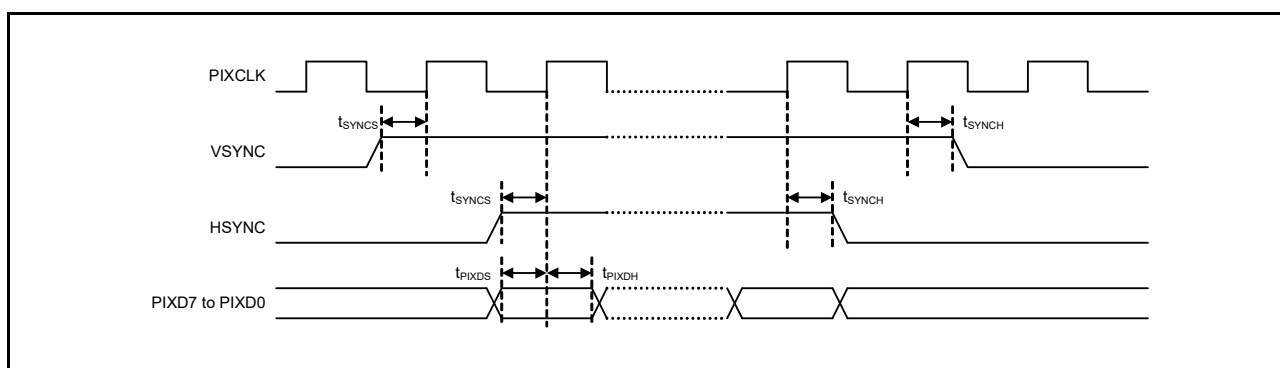 PIXCLK
tSYNCS
tSYNCH
VSYNC
tSYNCS
tSYNCH
HSYNC
tPIXDS
tPIXDH
PIXD7 to PIXD0